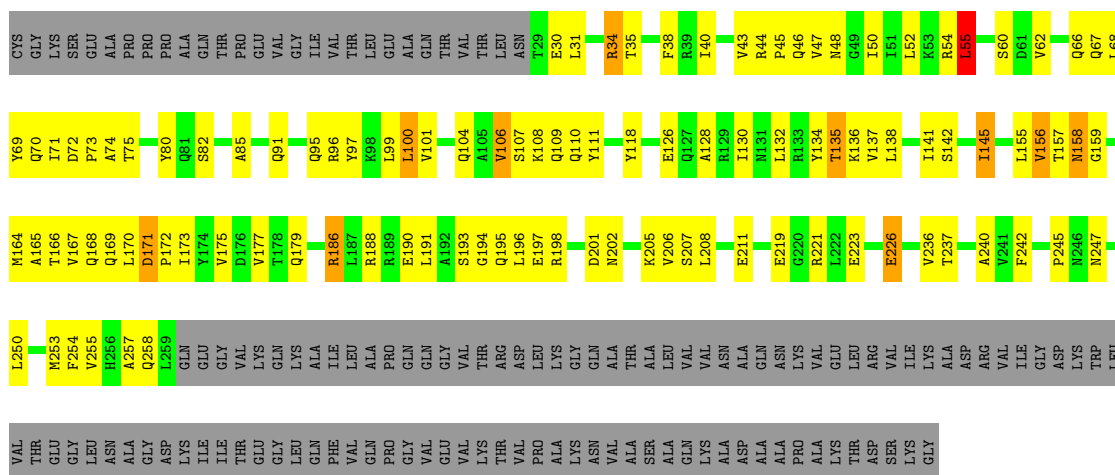 CYS GLY LYS SER GLU ALA PRO PRO PRO ALA GLN THR PRO GLU VAL GLY ILE VAL THR LEU GLU ALA GLN THR VAL THR LEU ASN T29 E30 L31 R34 T35 F38 R39 I40 V43 R44 P45 Q46 V47 N48 G49 I50 I51 L52 K53 R54 L55 S60 D61 V62 Q66 Q67 L68
Y69 Q70 I71 D72 P73 A74 T75 Y80 Q81 S82 A85 Q91 Q95 R96 Y97 K98 L99 L100 V101 Q104 A105 V106 S107 K108 Q109 Q110 Y111 Y118 E126 Q127 A128 R129 I130 N131 L132 R133 Y134 T135 K136 V137 L138 I141 S142 I145 L155 V156 T157 N158 G159
M164 A165 T166 V167 Q168 Q169 L170 D171 P172 I173 Y174 V175 D176 V177 T178 Q179 R186 L187 R188 R189 E190 L191 A192 S193 G194 Q195 L196 E197 R198 D201 N202 K205 V206 S207 L208 E211 E219 G220 R221 L222 E223 E226 V236 T237 A240 V241 F242 P245 N246 N247
L250 M253 F254 V255 H256 A257 Q258 L259 GLN GLU GLY VAL LYS GLN LYS ALA ILE LEU ALA PRO GLN GLN GLY VAL THR ARG ASP LEU LYS GLY GLN ALA THR ALA LEU VAL VAL ASN ALA GLN ASN LYS VAL GLU LEU ARG VAL ILE LYS ALA ASP ARG VAL ILE GLY ASP LYS TRP LEU
VAL THR GLU GLY LEU ASN ALA GLY ASP LYS ILE ILE THR GLU GLY LEU GLN PHE VAL GLN PRO GLY VAL GLU VAL LYS THR VAL PRO ALA LYS ASN VAL ALA SER ALA GLN LYS ALA ASP ALA ALA PRO ALA LYS THR ASP SER LYS GLY